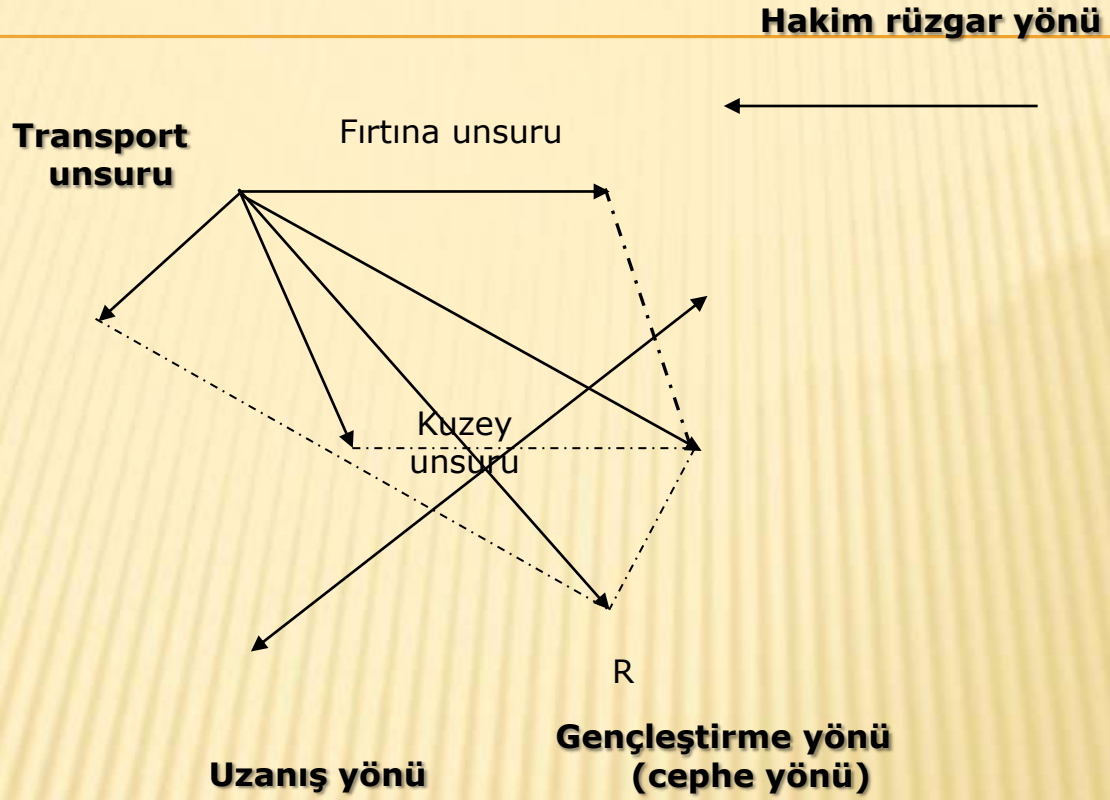 Hakim rüzgar yönü
Transport
unsuru
Fırtına unsuru
Kuzey
unsuru
R
Gençleştirme yönü
(cephe yönü)
Uzanış yönü